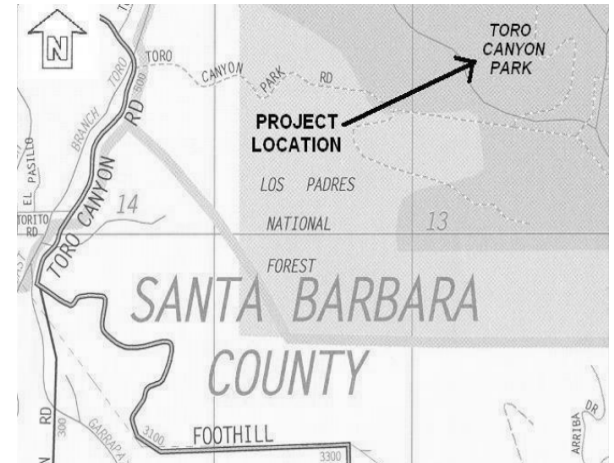 N
TORO
CANYON
PARK
TORO
CANYON
PARK
RD
BRANCH
TORO
500
PROJECT
LOCATION
LOS PADRES
NATIONAL
FOREST
EL PASILLO
TORO CANYON RD
14
13
TORITO
RD
SANTA BARBARA
COUNTY
RD
300
3100
FOOTHILL
3300
ARRIBA
DR